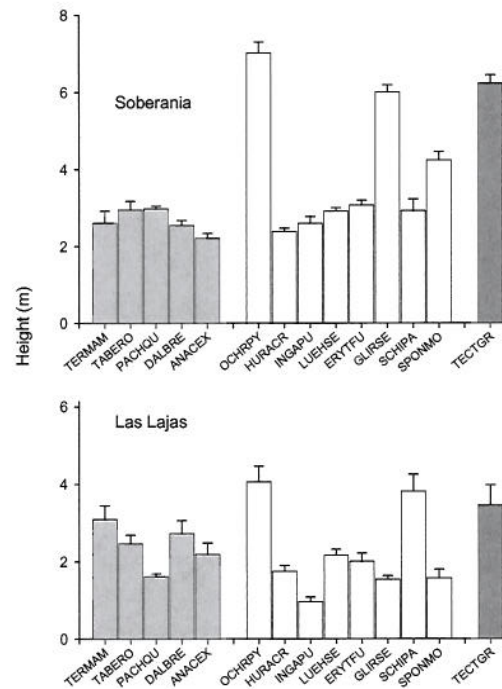 8
6
4
2
0
Soberania
TERMAM
TABERO
PACHQU
DALBRE
ANACEX
OCHRPY
HURACR
INGAPU
LUEHSE
ERYTFU
GLIRSE
SCHIPA
SPONMO
TECTGR
Height (m)
6
4
2
0
Las Lajas
TERMAM
TABERO
PACHQU
DALBRE
ANACEX
OCHRPY
HURACR
INGAPU
LUEHSE
ERYTFU
GLIRSE
SCHIPA
SPONMO
TECTGR